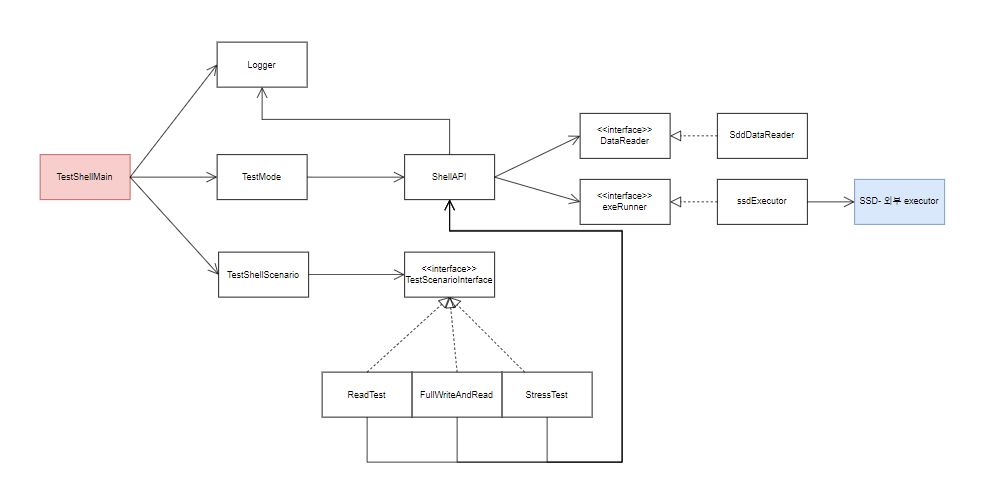 Logger
<<interface>>
DataReader
SddDataReader
TestShellMain
TestMode
ShellAPI
<<interface>>
exeRunner
ssdExecutor
SSD- 외부 executor
TestShellScenario
<<interface>>
TestScenarioInterface
ReadTest
FullWriteAndRead
StressTest